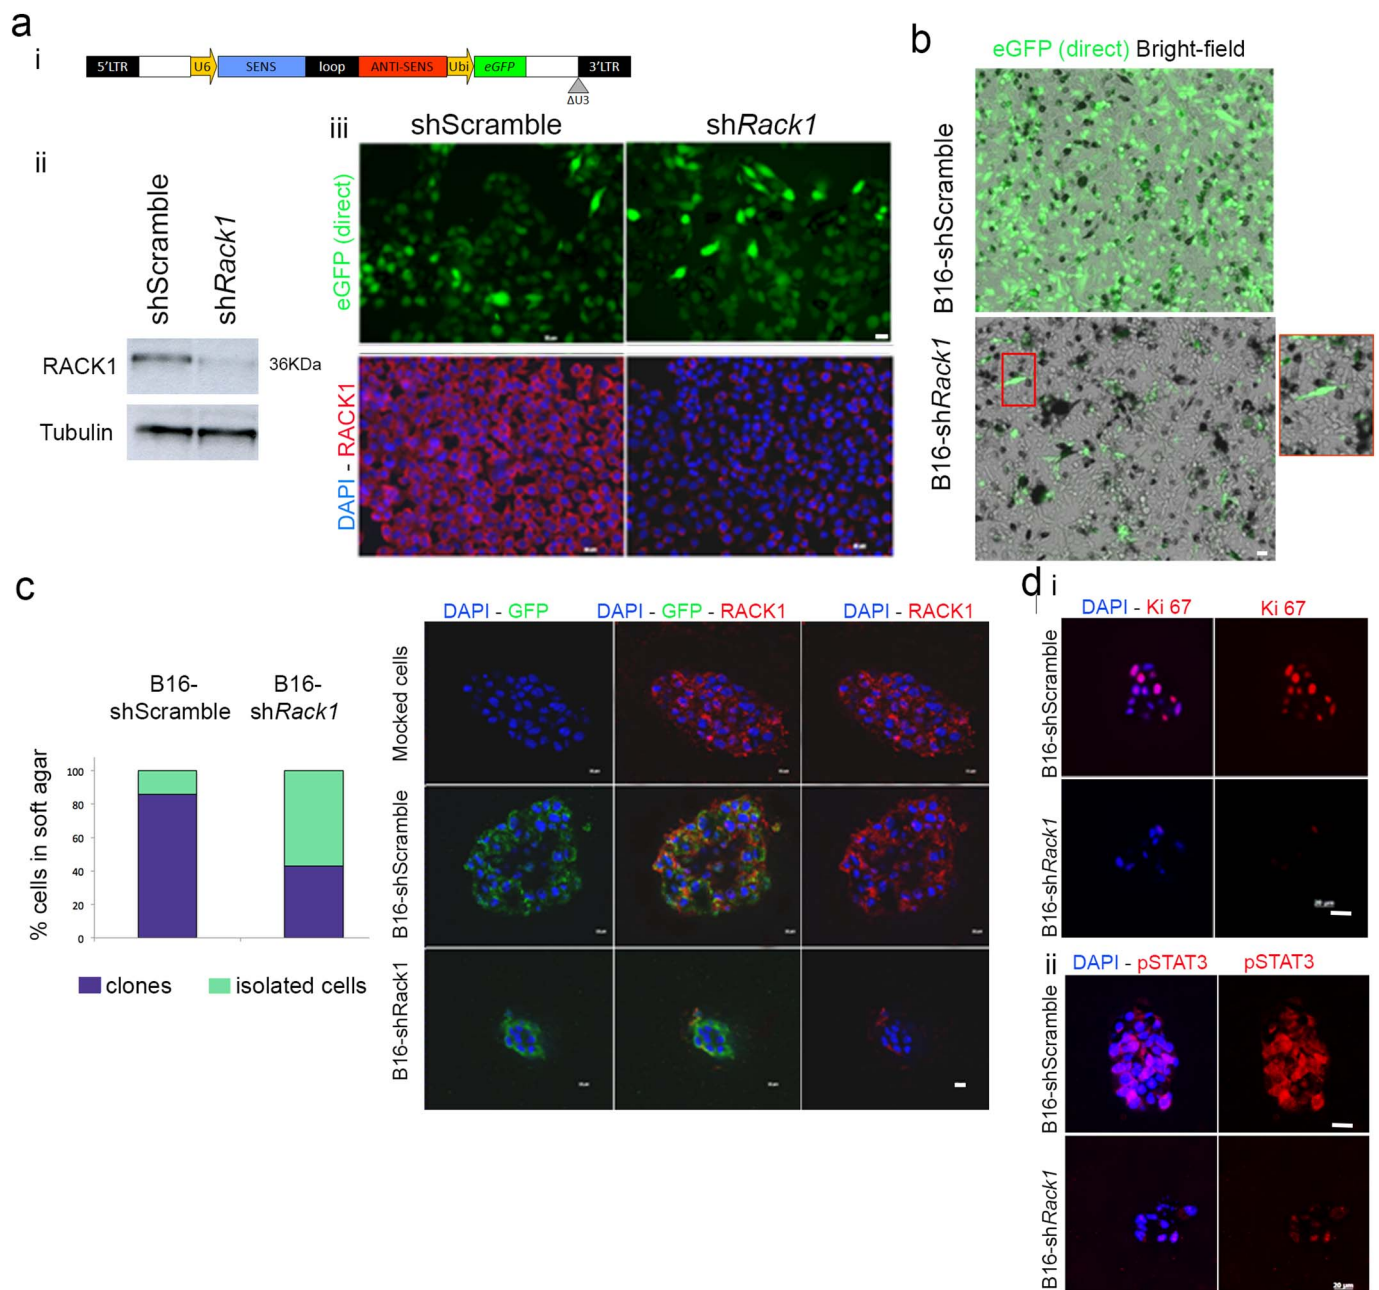 a
i
5'LTR U6 SENS loop ANTI-SENS Ubi eGFP 3'LTR
ΔU3
ii
shScramble
shRack1
RACK1
36KDa
Tubulin
iii
shScramble
shRack1
eGFP (direct)
DAPI - RACK1
b
eGFP (direct) Bright-field
B16-shScramble
B16-shRack1
c
B16-
shScramble
B16-
shRack1
% cells in soft agar
100
80
60
40
20
0
clones
isolated cells
DAPI - GFP
DAPI - GFP - RACK1
DAPI - RACK1
Mocked cells
B16-shScramble
B16-shRack1
d i
DAPI - Ki 67
Ki 67
B16-shScramble
B16-shRack1
20 µm
ii
DAPI - pSTAT3
pSTAT3
B16-shScramble
B16-shRack1
20 µm